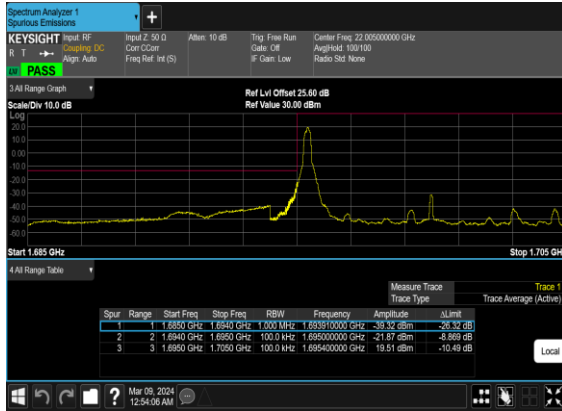 Spectrum Analyzer 1
Spurious Emissions
KEYSIGHT Input: RF Input Z: 50 Ω Atten: 10 dB Trig: Free Run Center Freq: 22.005000000 GHz
R T Coupling: DC Corr CCorr Gate: Off Avg|Hold: 100/100
Align: Auto Freq Ref: Int (S) IF Gain: Low Radio Std: None
PASS
3 All Range Graph
Ref Lvl Offset 25.60 dB
Scale/Div 10.0 dB Ref Value 30.00 dBm
Log
20.0
10.0
0.00
-10.0
-20.0
-30.0
-40.0
-50.0
-60.0
Start 1.685 GHz Stop 1.705 GH
4 All Range Table
Measure Trace Trace 1
Trace Type Trace Average (Active)
Spur Range Start Freq Stop Freq RBW Frequency Amplitude ΔLimit
1 1 1.6850 GHz 1.6940 GHz 1.000 MHz 1.693910000 GHz -39.32 dBm -26.32 dB
2 2 1.6940 GHz 1.6950 GHz 100.0 kHz 1.695000000 GHz -21.87 dBm -8.869 dB
3 3 1.6950 GHz 1.7050 GHz 100.0 kHz 1.695400000 GHz 19.51 dBm -10.49 dB
Local
? Mar 09, 2024
12:54:06 AM